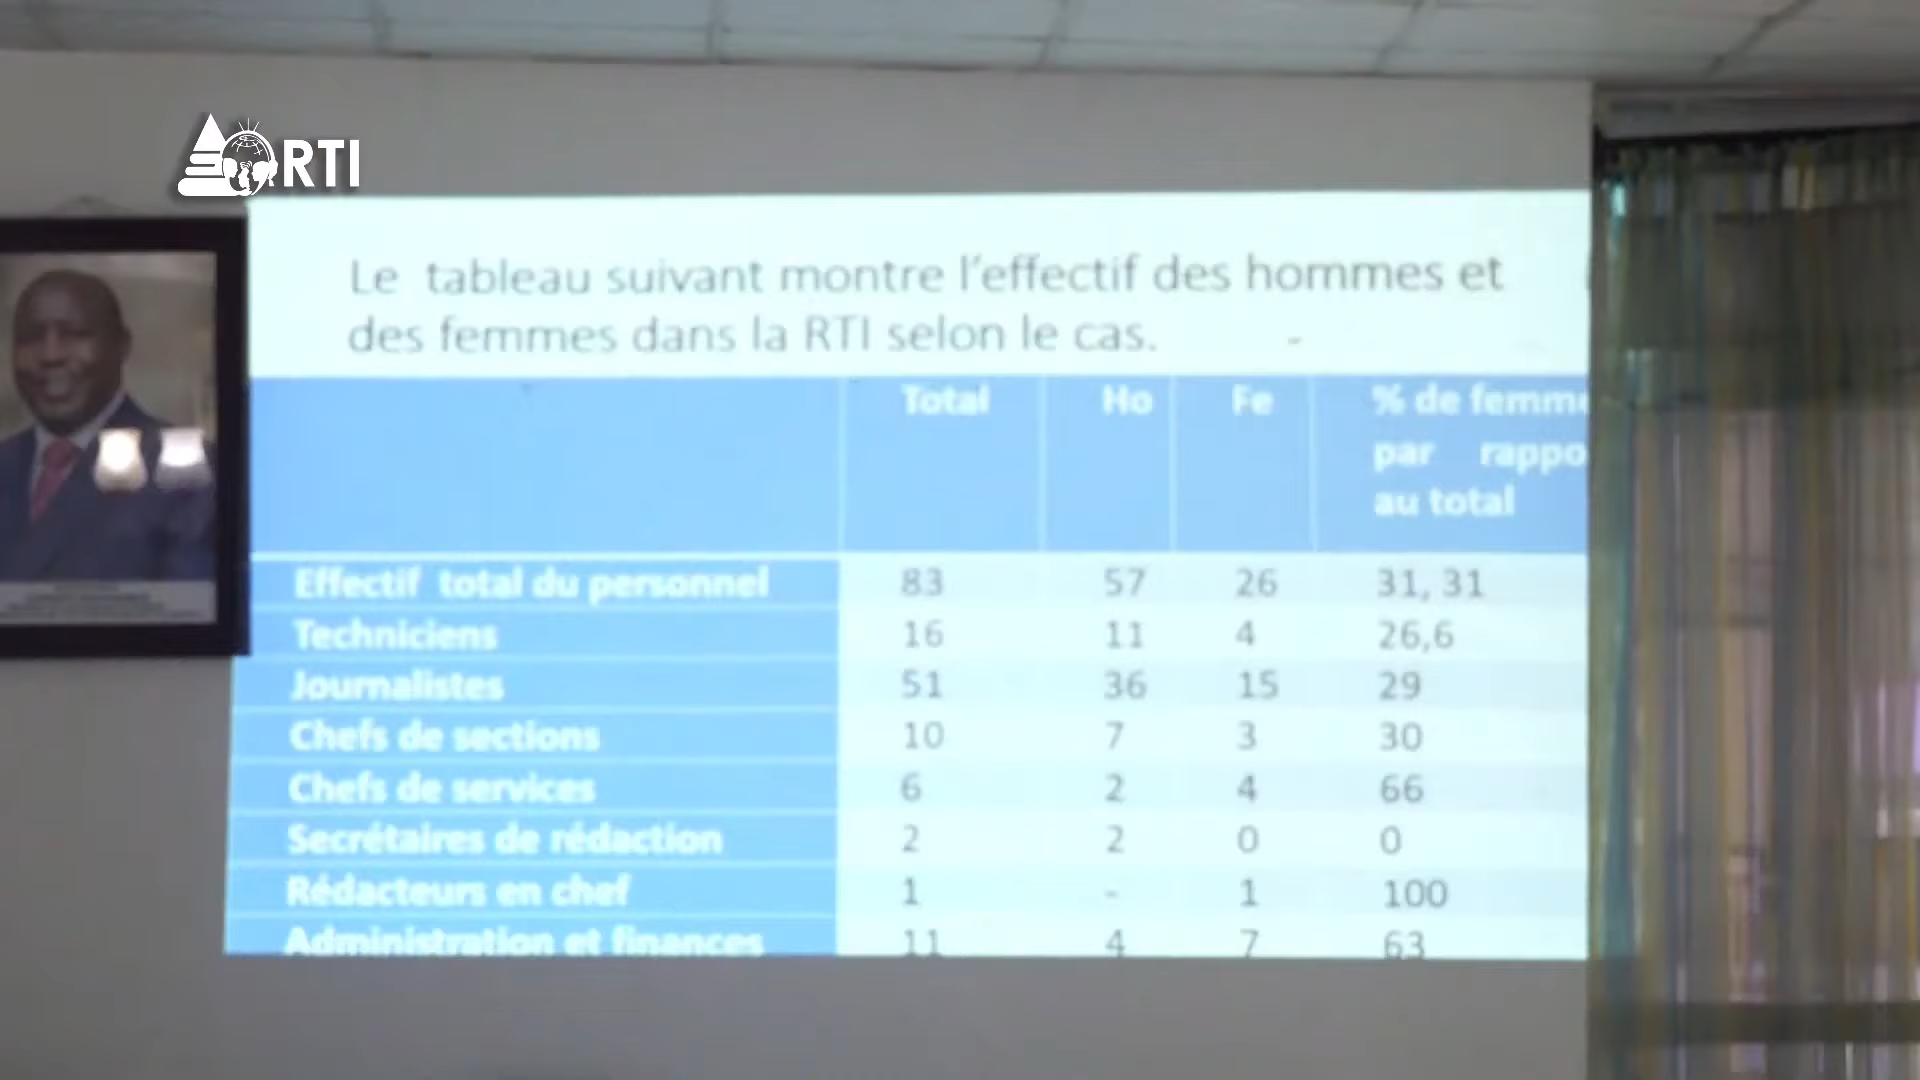 RTI
Le tableau suivant montre l'effectif des hommes et
des femmes dans la RTI selon le cas. -
Total Ho Fe % de femme
par rappo
au total
Effectif total du personnel 83 57 26 31, 31
Techniciens 16 11 4 26,6
Journalistes 51 36 15 29
Chefs de sections 10 7 3 30
Chefs de services 6 2 4 66
Secrétaires de rédaction 2 2 0 0
Rédacteurs en chef 1 - 1 100
Administration et finances 11 4 7 63